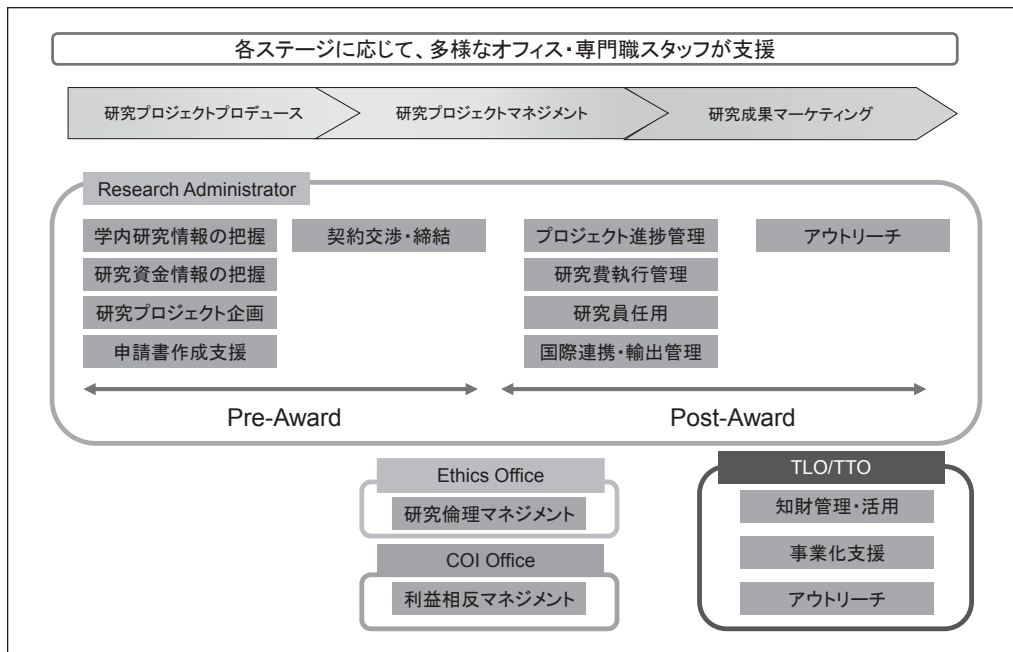 各ステージに応じて、多様なオフィス・専門職スタッフが支援
研究プロジェクトプロデュース
研究プロジェクトマネジメント
研究成果マーケティング
Research Administrator
学内研究情報の把握
契約交渉・締結
プロジェクト進捗管理
アウトリーチ
研究資金情報の把握
研究費執行管理
研究プロジェクト企画
研究員任用
申請書作成支援
国際連携・輸出管理
Pre-Award
Post-Award
Ethics Office
研究倫理マネジメント
COI Office
利益相反マネジメント
TLO/TTO
知財管理・活用
事業化支援
アウトリーチ